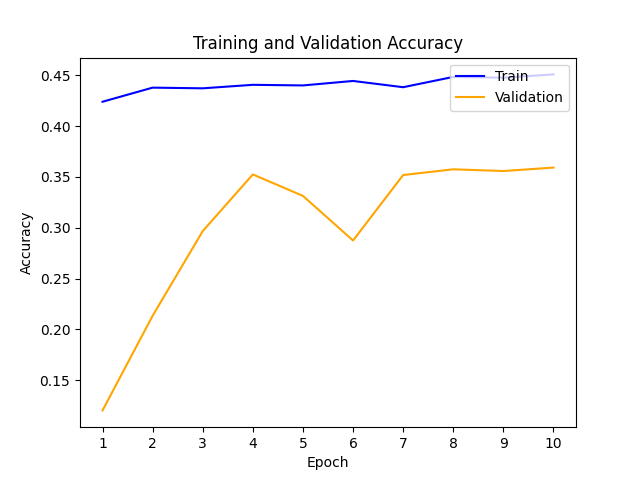 Training and Validation Accuracy
Train
Validation
0.45
0.40
0.35
0.30
0.25
0.20
0.15
Accuracy
1 2 3 4 5 6 7 8 9 10
Epoch